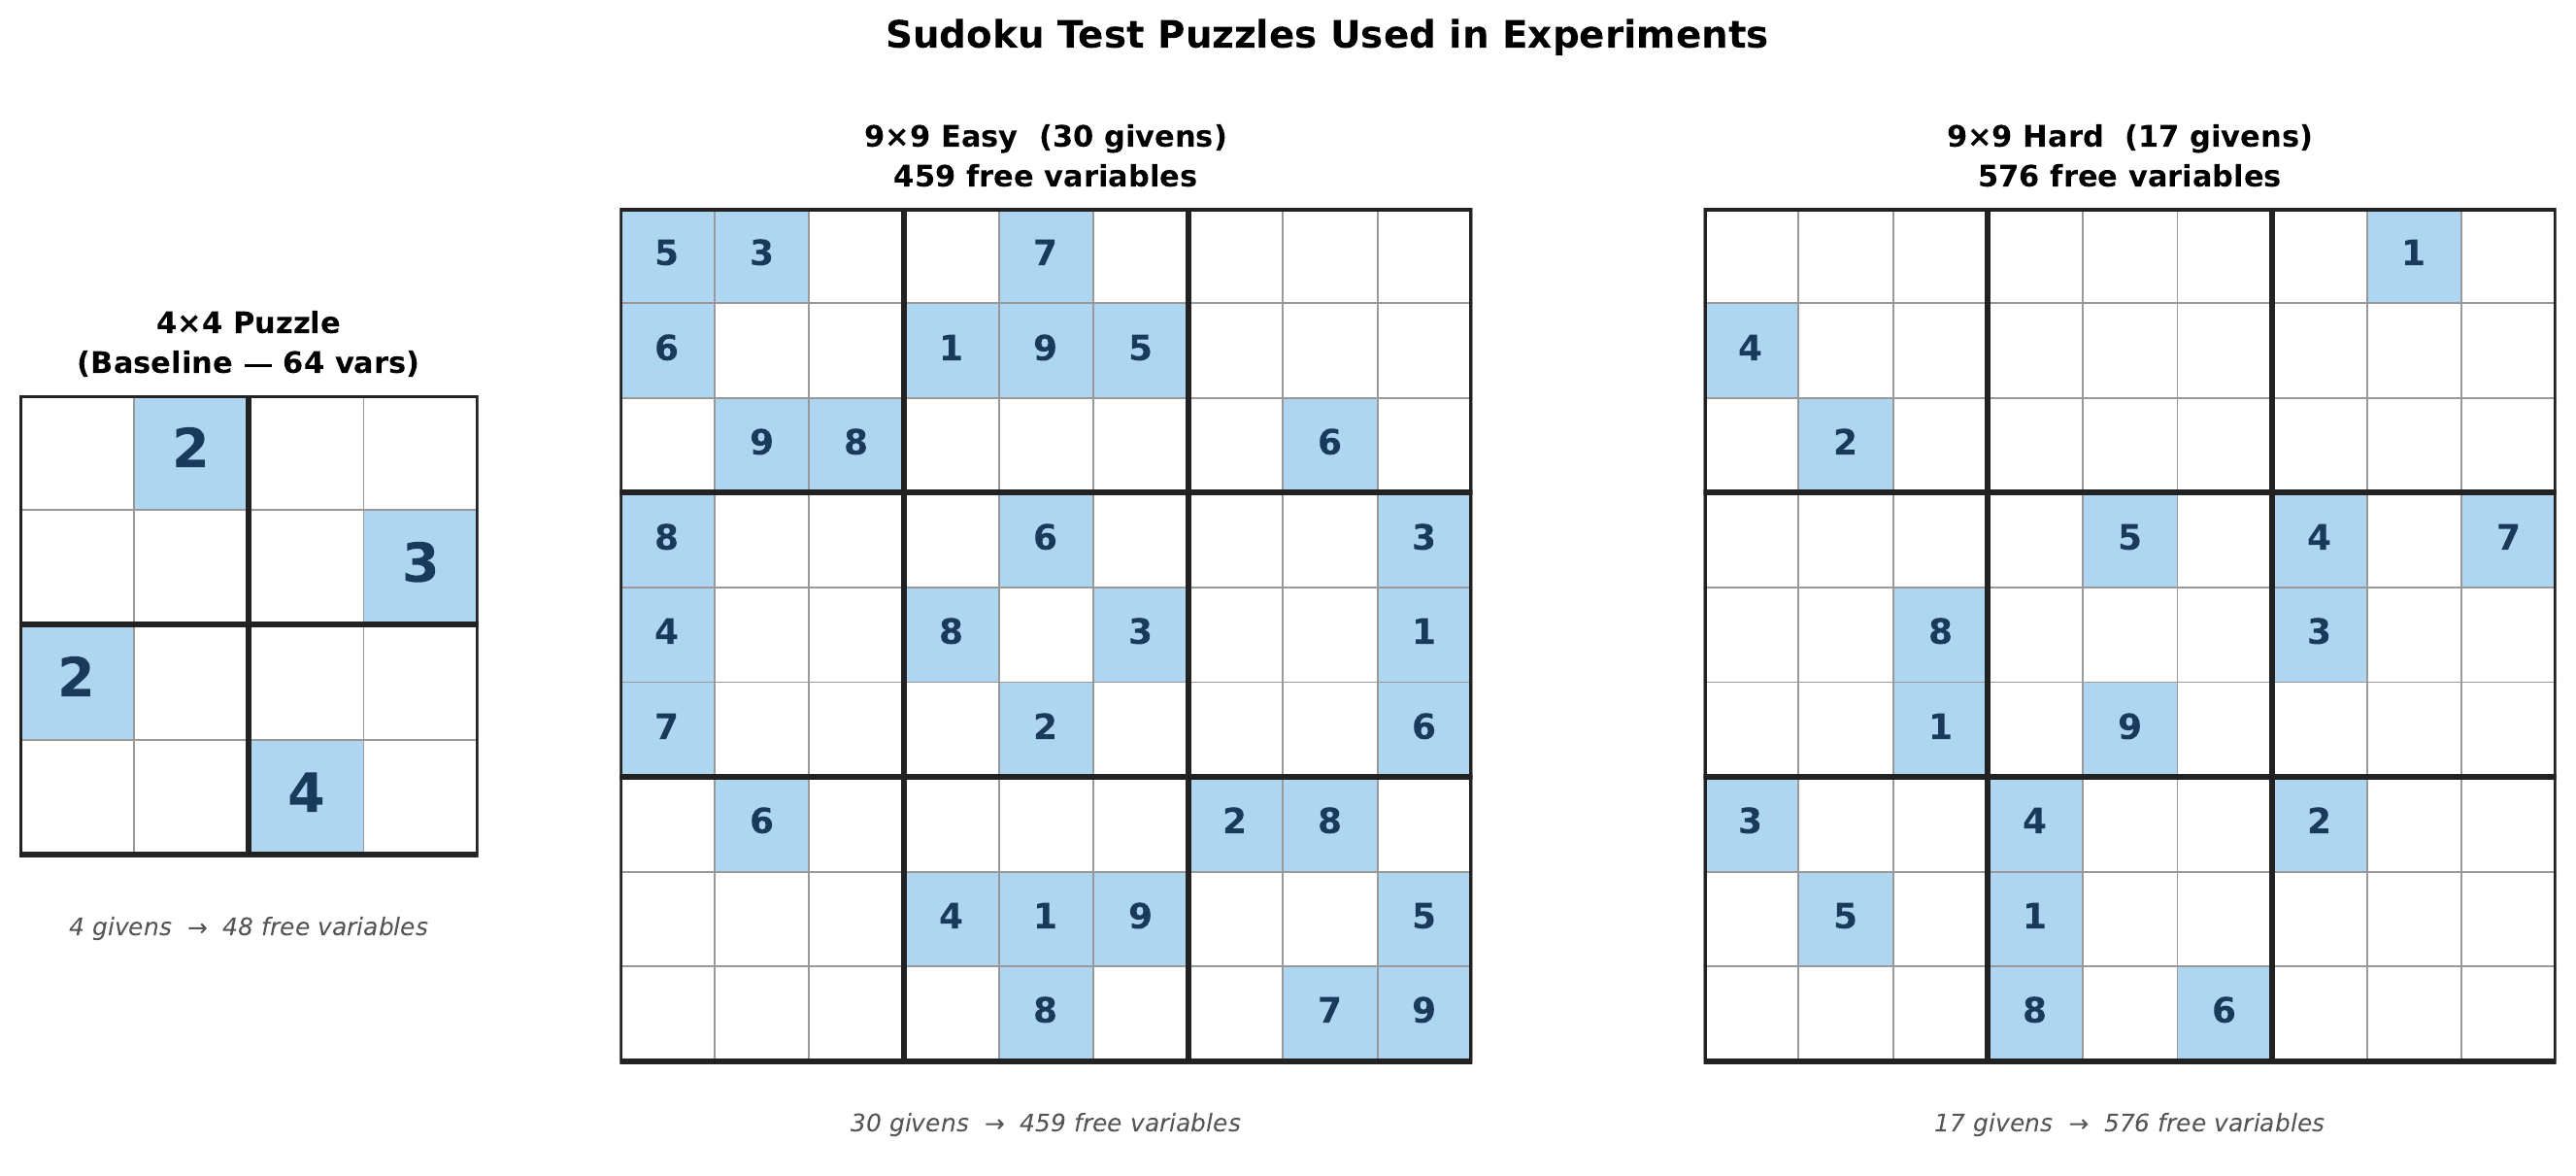 Sudoku Test Puzzles Used in Experiments
4×4 Puzzle
(Baseline — 64 vars)
2
3
2
4
4 givens → 48 free variables
9×9 Easy (30 givens)
459 free variables
5 3 7
6 1 9 5
9 8 6
8 6 3
4 8 3 1
7 2 6
6 2 8
4 1 9 5
8 7 9
30 givens → 459 free variables
9×9 Hard (17 givens)
576 free variables
1
4
2
5 4 7
8 3
1 9
3 4 2
5 1
8 6
17 givens → 576 free variables